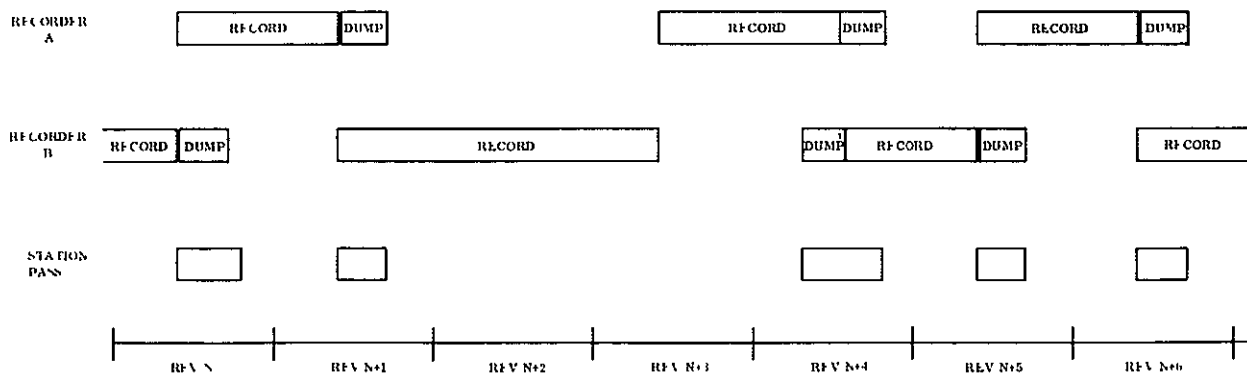 RECORDER
A
RECORD DUMP RECORD DUMP RECORD DUMP
RECORDER
B
RECORD DUMP RECORD DUMP RECORD DUMP RECORD
STATION
PASS
REV N REV N+1 REV N+2 REV N+3 REV N+4 REV N+5 REV N+6